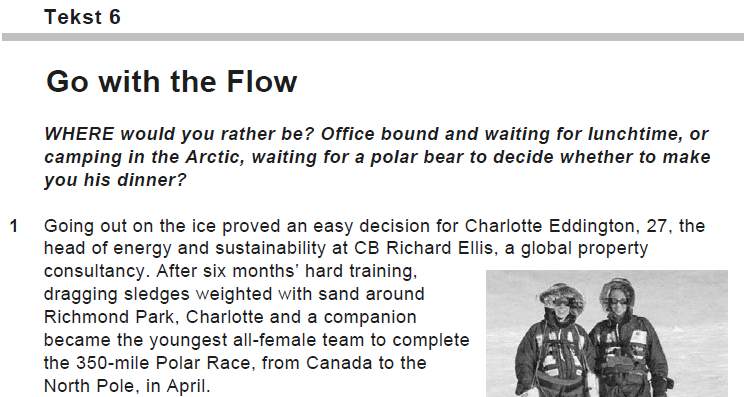 Tekst 6
Go with the Flow
WHERE would you rather be? Office bound and waiting for lunchtime, or
camping in the Arctic, waiting for a polar bear to decide whether to make
you his dinner?
1 Going out on the ice proved an easy decision for Charlotte Eddington, 27, the
head of energy and sustainability at CB Richard Ellis, a global property
consultancy. After six months’ hard training,
dragging sledges weighted with sand around
Richmond Park, Charlotte and a companion
became the youngest all-female team to complete
the 350-mile Polar Race, from Canada to the
North Pole, in April.